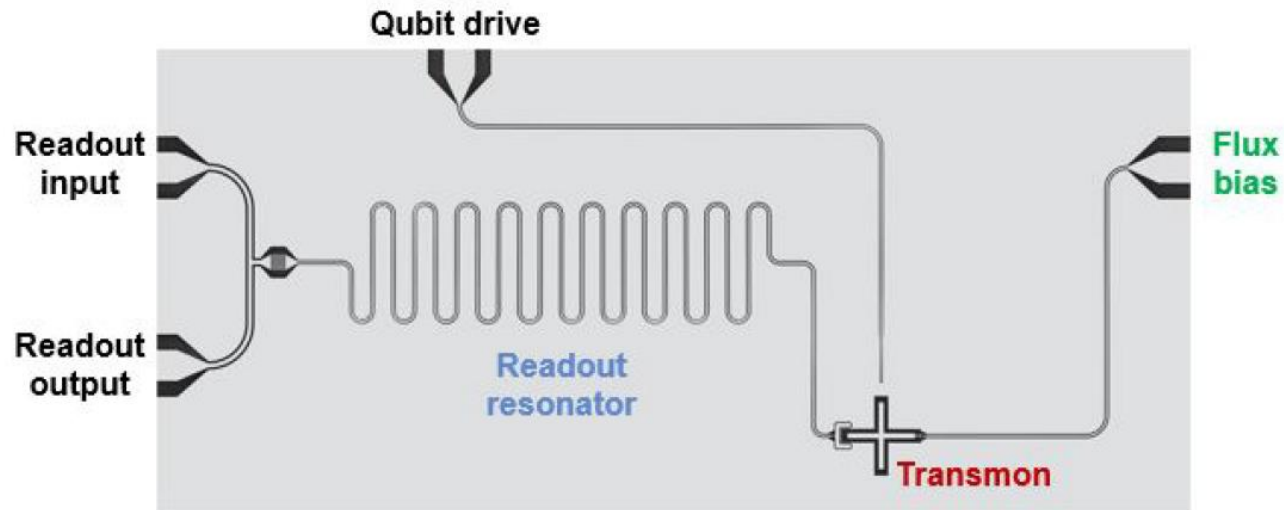 Qubit drive
Readout
input
Flux
bias
Readout
output
Readout
resonator
Transmon